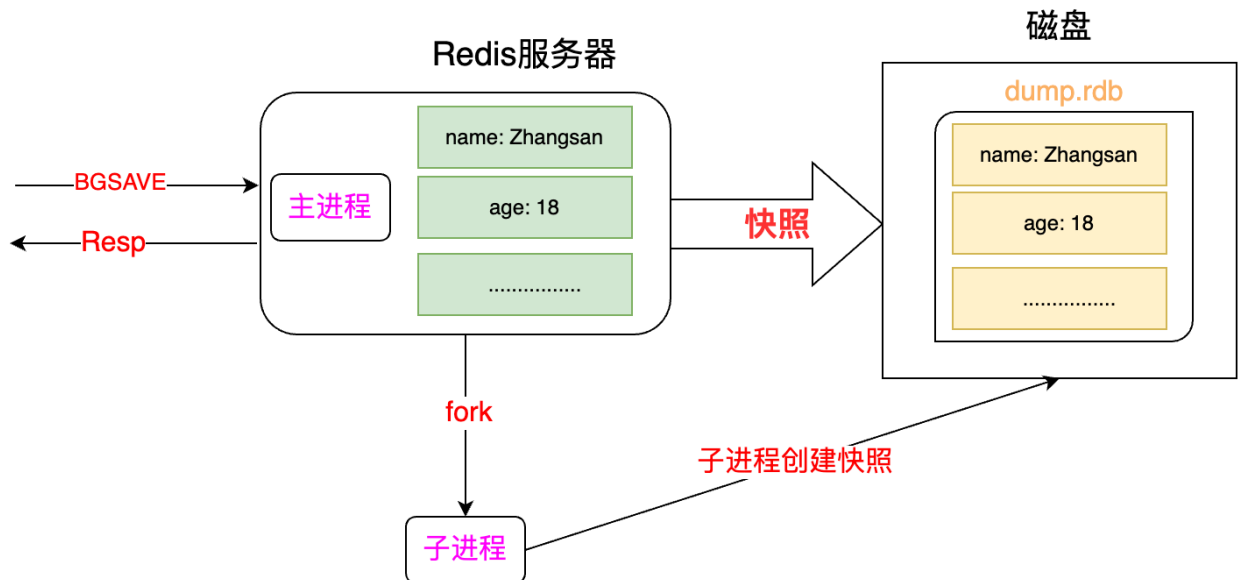 Redis服务器
磁盘
dump.rdb
name: Zhangsan
name: Zhangsan
BGSAVE
主进程
age: 18
快照
age: 18
Resp
................
................
fork
子进程创建快照
子进程